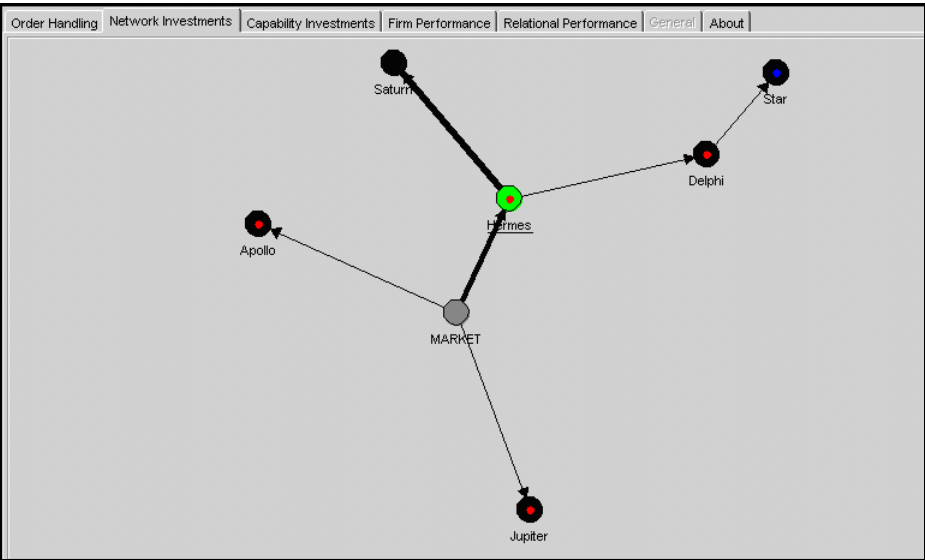 Order Handling Network Investments Capability Investments Firm Performance Relational Performance General About
Saturn
Star
Delphi
Hermes
Apollo
MARKET
Jupiter